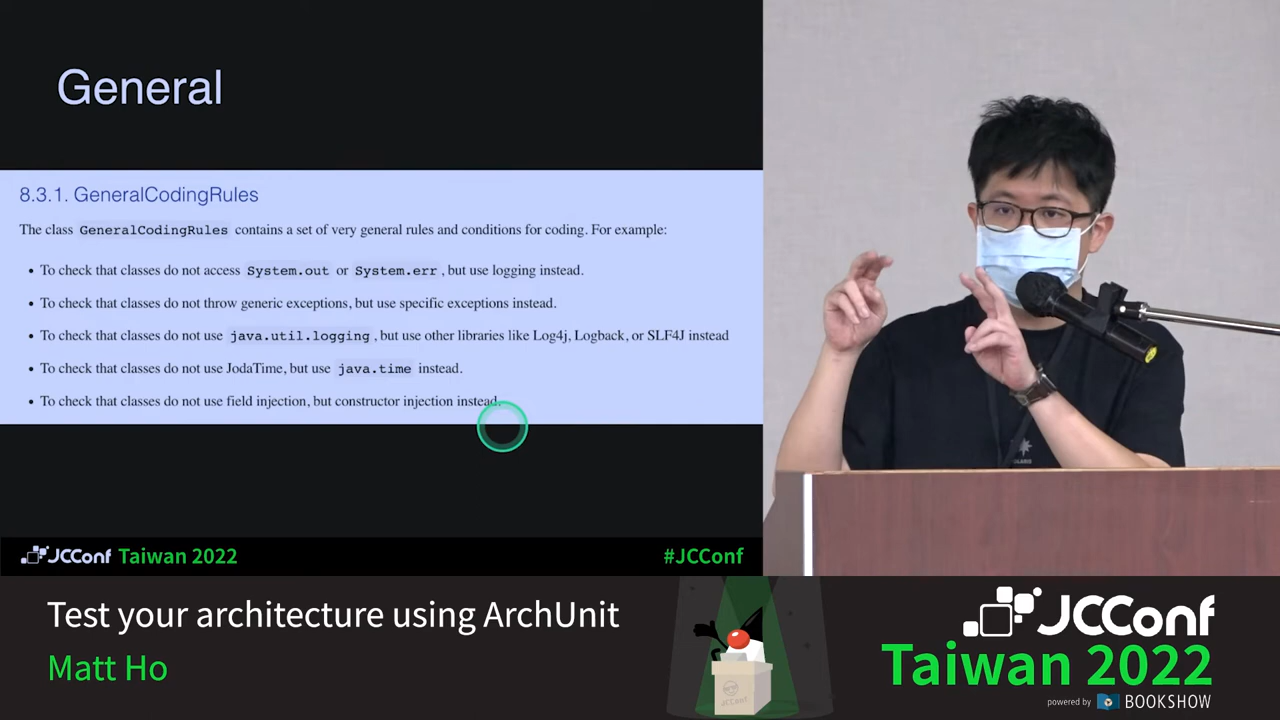 General
8.3.1. GeneralCodingRules
The class GeneralCodingRules contains a set of very general rules and conditions for coding. For example:
• To check that classes do not access System.out or System.err, but use logging instead.
• To check that classes do not throw generic exceptions, but use specific exceptions instead.
• To check that classes do not use java.util.logging, but use other libraries like Log4j, Logback, or SLF4J instead
• To check that classes do not use JodaTime, but use java.time instead.
• To check that classes do not use field injection, but constructor injection instead.
JCConf Taiwan 2022
#JCConf
Test your architecture using ArchUnit
Matt Ho
JCConf
Taiwan 2022
powered by BOOKSHOW